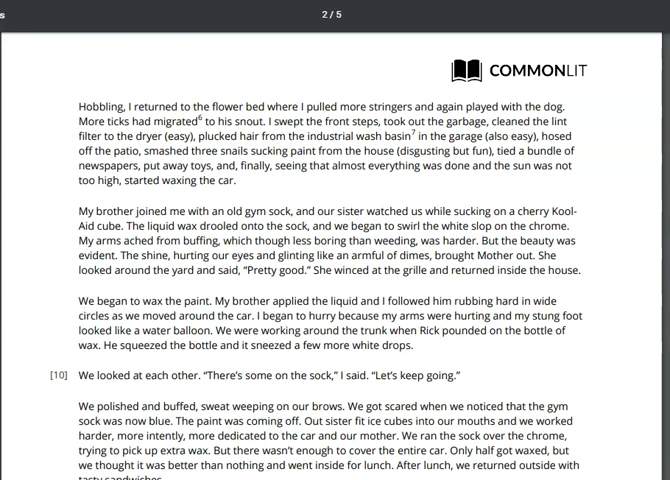 s
2 / 5
COMMONLIT
Hobbling, I returned to the flower bed where I pulled more stringers and again played with the dog.
More ticks had migrated6 to his snout. I swept the front steps, took out the garbage, cleaned the lint
filter to the dryer (easy), plucked hair from the industrial wash basin7 in the garage (also easy), hosed
off the patio, smashed three snails sucking paint from the house (disgusting but fun), tied a bundle of
newspapers, put away toys, and, finally, seeing that almost everything was done and the sun was not
too high, started waxing the car.
My brother joined me with an old gym sock, and our sister watched us while sucking on a cherry Kool-
Aid cube. The liquid wax drooled onto the sock, and we began to swirl the white slop on the chrome.
My arms ached from buffing, which though less boring than weeding, was harder. But the beauty was
evident. The shine, hurting our eyes and glinting like an armful of dimes, brought Mother out. She
looked around the yard and said, “Pretty good.” She winced at the grille and returned inside the house.
We began to wax the paint. My brother applied the liquid and I followed him rubbing hard in wide
circles as we moved around the car. I began to hurry because my arms were hurting and my stung foot
looked like a water balloon. We were working around the trunk when Rick pounded on the bottle of
wax. He squeezed the bottle and it sneezed a few more white drops.
[10] We looked at each other. “There’s some on the sock,” I said. “Let’s keep going.”
We polished and buffed, sweat weeping on our brows. We got scared when we noticed that the gym
sock was now blue. The paint was coming off. Out sister fit ice cubes into our mouths and we worked
harder, more intently, more dedicated to the car and our mother. We ran the sock over the chrome,
trying to pick up extra wax. But there wasn’t enough to cover the entire car. Only half got waxed, but
we thought it was better than nothing and went inside for lunch. After lunch, we returned outside with
tasty sandwiches.